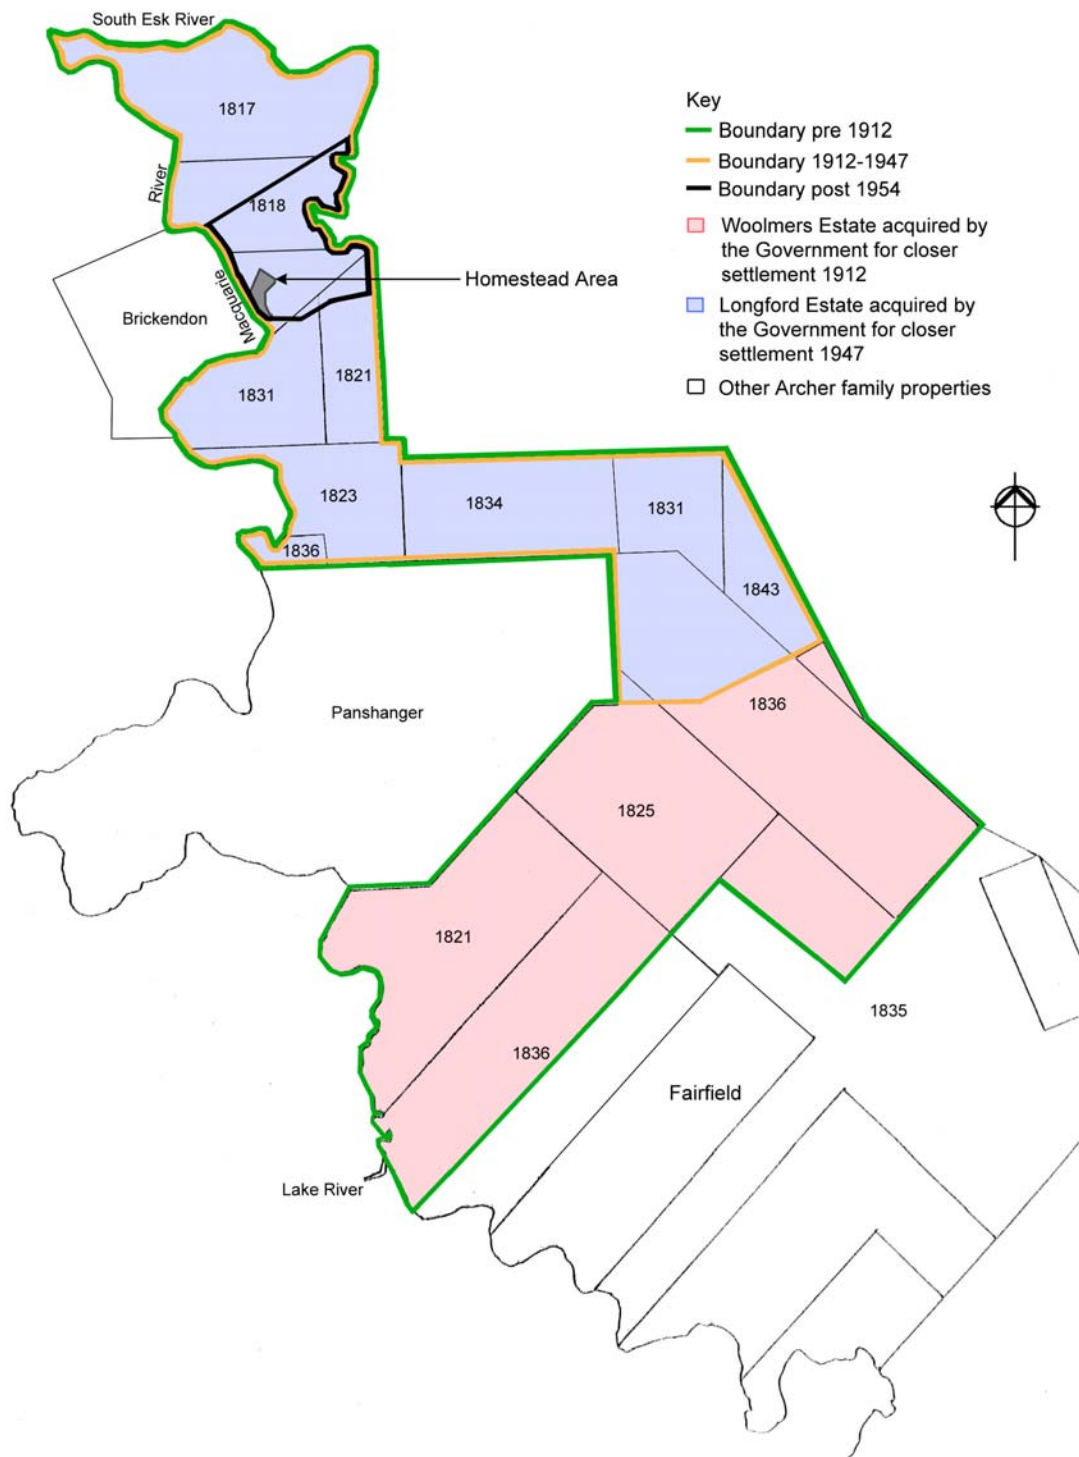 South Esk River
1817
River
1818
Macquarie
Homestead Area
Brickendon
1831
1821
1823
1834
1831
1836
1843
Panshanger
1836
1825
1821
1836
1835
Fairfield
Lake River
Key
Boundary pre 1912
Boundary 1912-1947
Boundary post 1954
Woolmers Estate acquired by
the Government for closer
settlement 1912
Longford Estate acquired by
the Government for closer
settlement 1947
Other Archer family properties